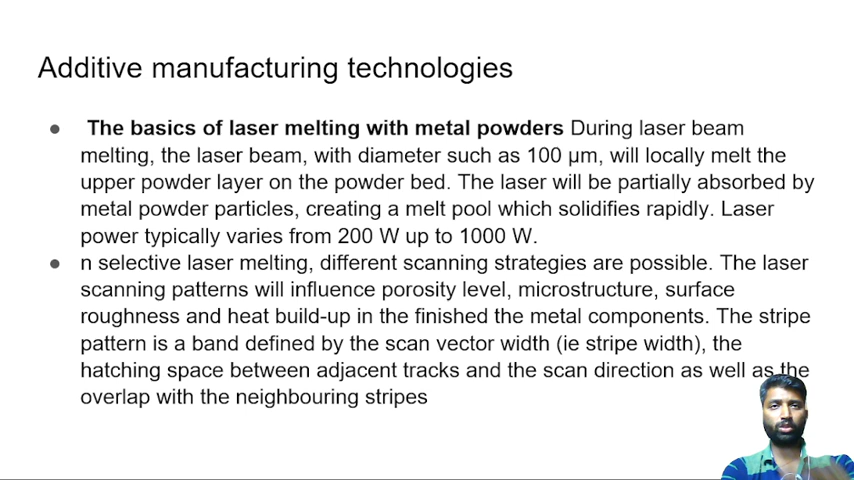 Additive manufacturing technologies
● The basics of laser melting with metal powders During laser beam
melting, the laser beam, with diameter such as 100 μm, will locally melt the
upper powder layer on the powder bed. The laser will be partially absorbed by
metal powder particles, creating a melt pool which solidifies rapidly. Laser
power typically varies from 200 W up to 1000 W.
● n selective laser melting, different scanning strategies are possible. The laser
scanning patterns will influence porosity level, microstructure, surface
roughness and heat build-up in the finished the metal components. The stripe
pattern is a band defined by the scan vector width (ie stripe width), the
hatching space between adjacent tracks and the scan direction as well as the
overlap with the neighbouring stripes